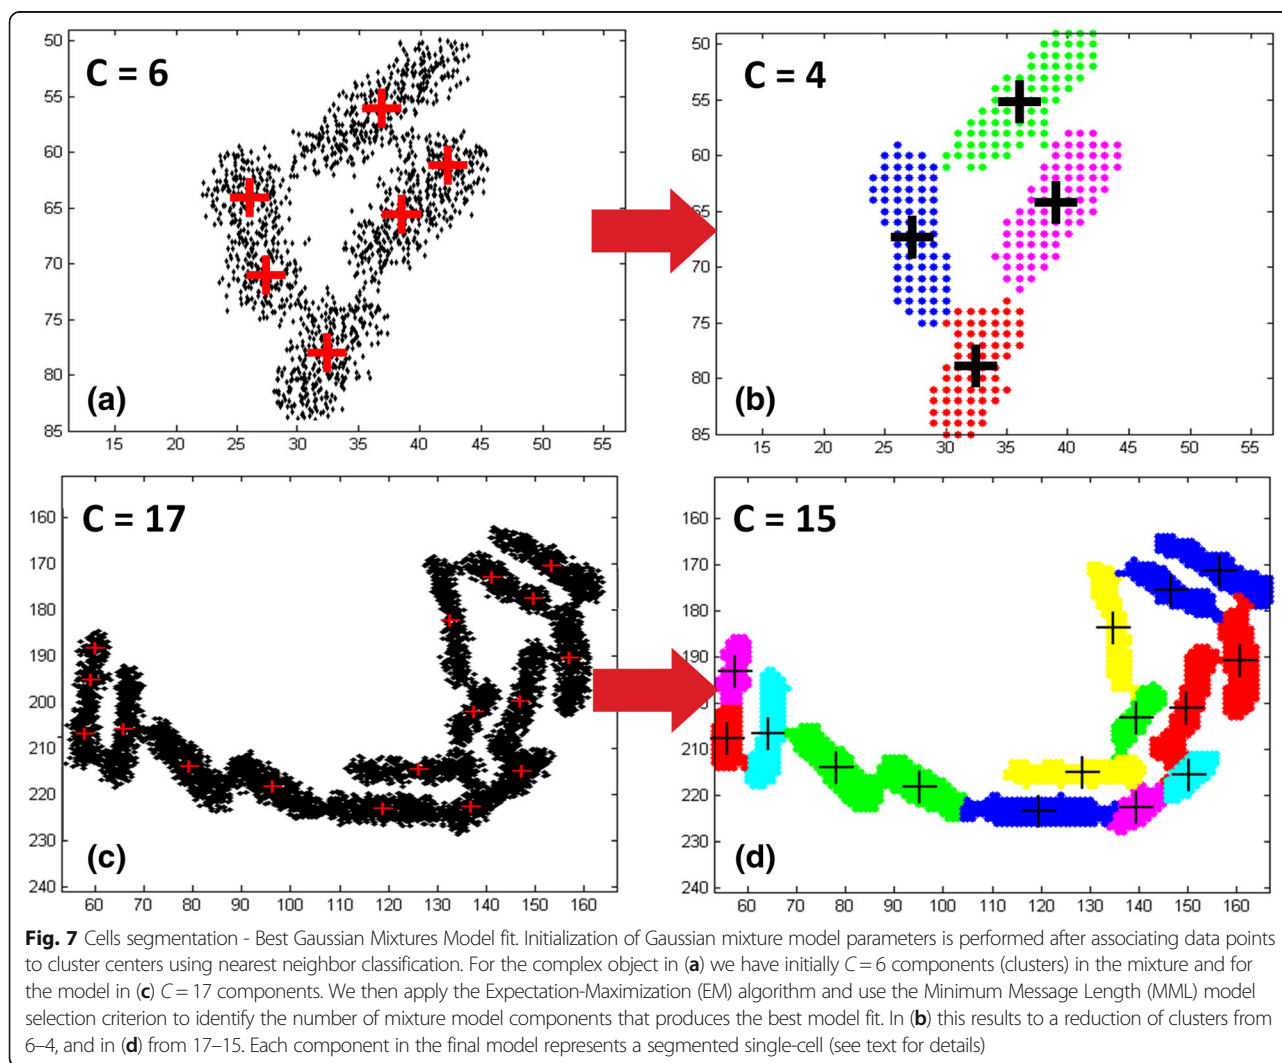 C = 6
50
55
60
65
70
75
80
85
(a)
15 20 25 30 35 40 45 50 55
C = 4
50
55
60
65
70
75
80
85
(b)
15 20 25 30 35 40 45 50 55
C = 17
160
170
180
190
200
210
220
230
240
(c)
60 70 80 90 100 110 120 130 140 150 160
C = 15
160
170
180
190
200
210
220
230
240
(d)
60 70 80 90 100 110 120 130 140 150 160
Fig. 7 Cells segmentation - Best Gaussian Mixtures Model fit. Initialization of Gaussian mixture model parameters is performed after associating data points
to cluster centers using nearest neighbor classification. For the complex object in (a) we have initially C = 6 components (clusters) in the mixture and for
the model in (c) C = 17 components. We then apply the Expectation-Maximization (EM) algorithm and use the Minimum Message Length (MML) model
selection criterion to identify the number of mixture model components that produces the best model fit. In (b) this results to a reduction of clusters from
6–4, and in (d) from 17–15. Each component in the final model represents a segmented single-cell (see text for details)